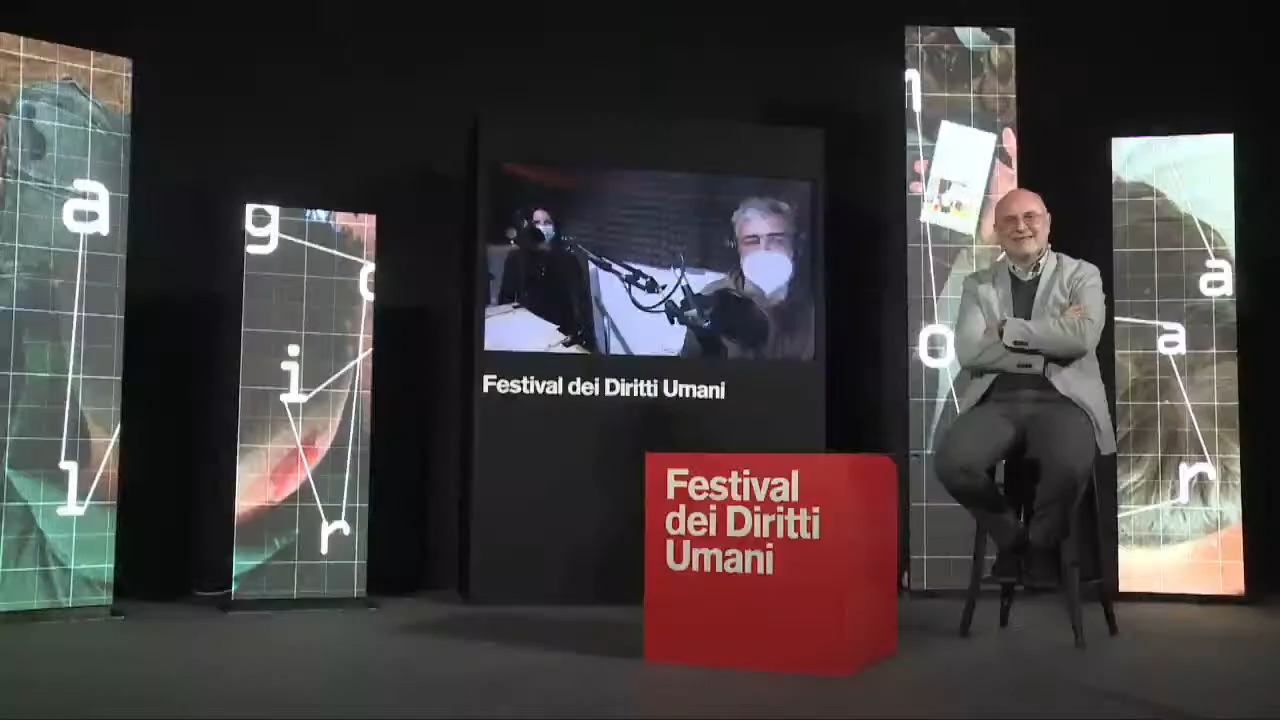 a
l
g
i
r
Festival dei Diritti Umani
Festival
dei Diritti
Umani
o
a
a
r